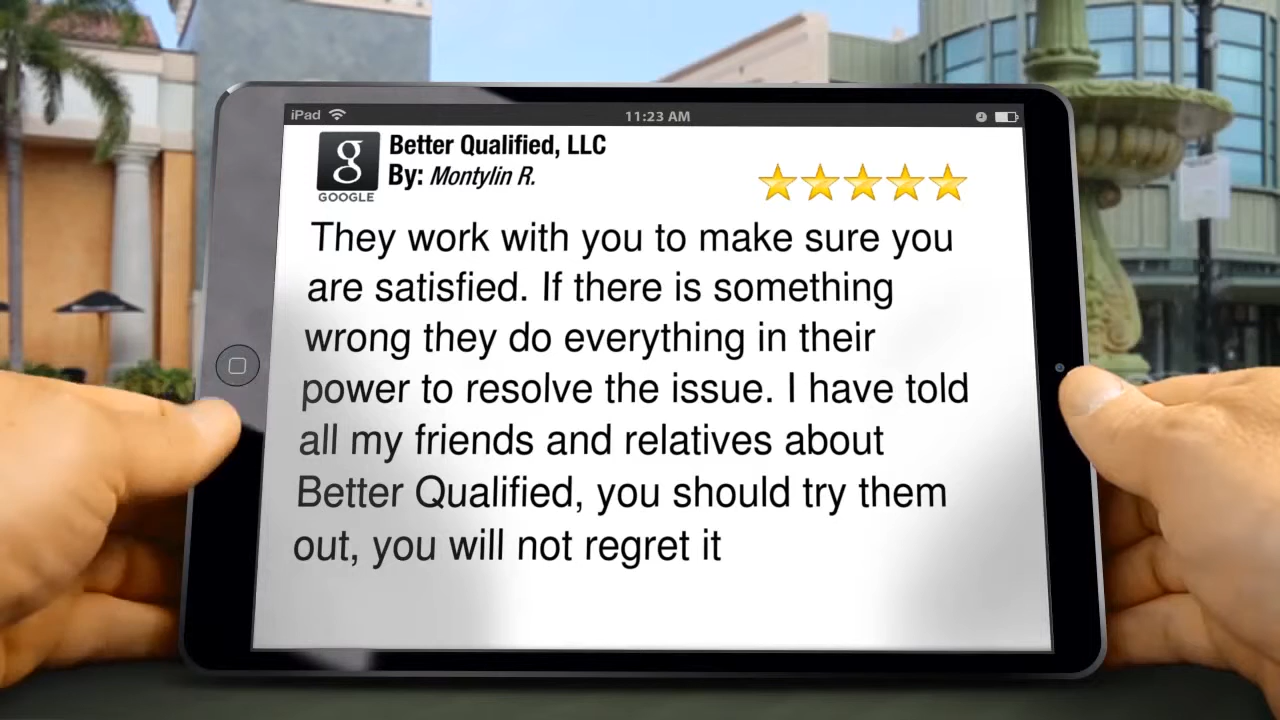 iPad 11:23 AM
g
GOOGLE
Better Qualified, LLC
By: Montylin R.
They work with you to make sure you
are satisfied. If there is something
wrong they do everything in their
power to resolve the issue. I have told
all my friends and relatives about
Better Qualified, you should try them
out, you will not regret it